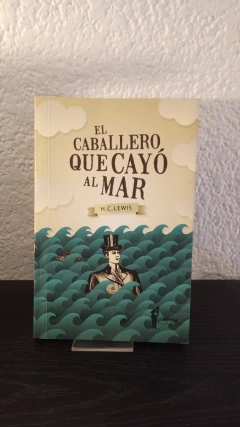 EL
CABALLERO
QUE CAYÓ
AL MAR
H.C. LEWIS